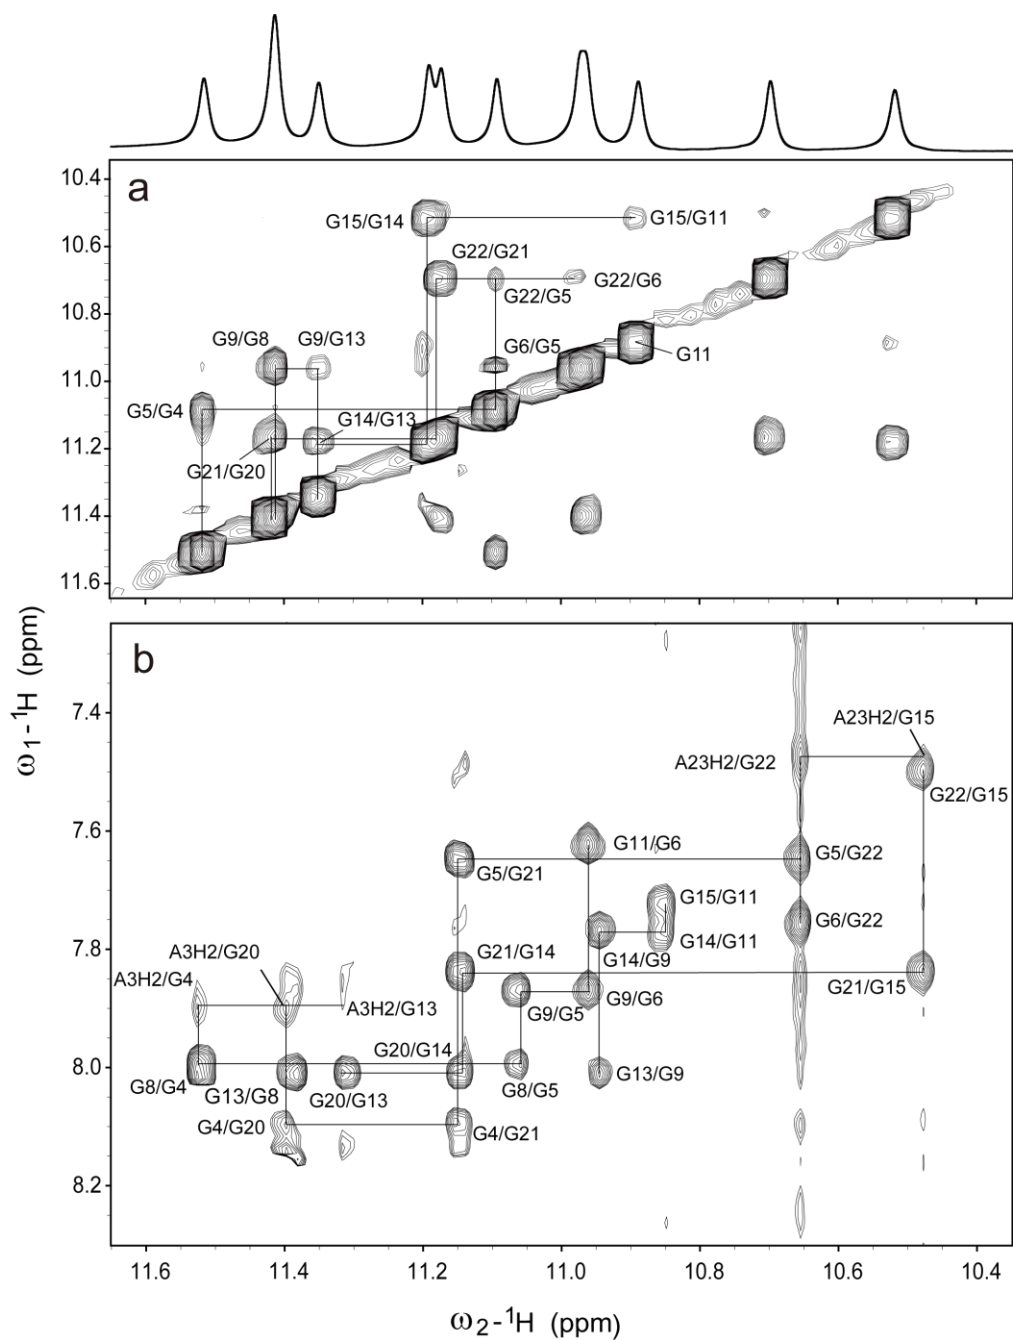 a
10.4
10.6
10.8
11.0
11.2
11.4
11.6
G15/G14
G15/G11
G22/G21
G22/G5
G22/G6
G9/G8
G9/G13
G6/G5
G11
G5/G4
G14/G13
G21/G20
ω1-1H (ppm)
b
7.4
7.6
7.8
8.0
8.2
A23H2/G15
A23H2/G22
G22/G15
G11/G6
G5/G21
G5/G22
G15/G11
G6/G22
A3H2/G20
G21/G14
G14/G9
G14/G11
A3H2/G4
A3H2/G13
G9/G5
G9/G6
G21/G15
G20/G14
G8/G4
G13/G8
G20/G13
G8/G5
G13/G9
G4/G20
G4/G21
11.6 11.4 11.2 11.0 10.8 10.6 10.4
ω2-1H (ppm)